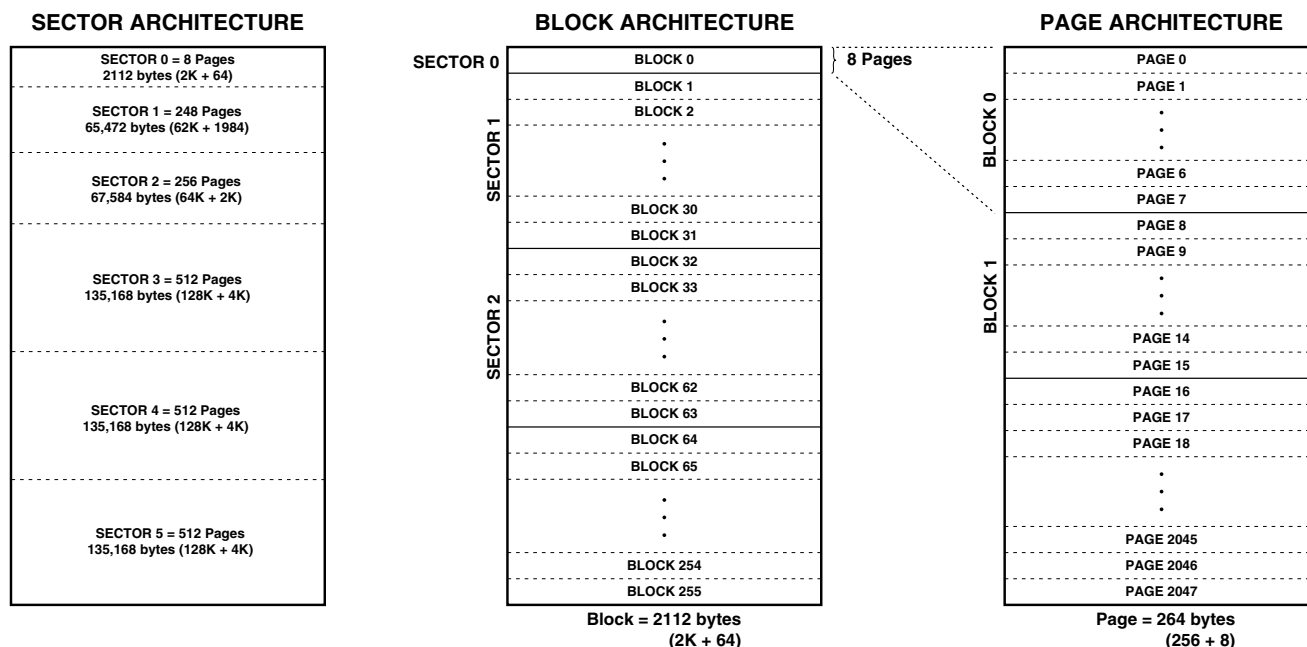 SECTOR ARCHITECTURE
SECTOR 0 = 8 Pages
2112 bytes (2K + 64)
SECTOR 1 = 248 Pages
65,472 bytes (62K + 1984)
SECTOR 2 = 256 Pages
67,584 bytes (64K + 2K)
SECTOR 3 = 512 Pages
135,168 bytes (128K + 4K)
SECTOR 4 = 512 Pages
135,168 bytes (128K + 4K)
SECTOR 5 = 512 Pages
135,168 bytes (128K + 4K)
BLOCK ARCHITECTURE
SECTOR 0
SECTOR 1
SECTOR 2
BLOCK 0
BLOCK 1
BLOCK 2
BLOCK 30
BLOCK 31
BLOCK 32
BLOCK 33
BLOCK 62
BLOCK 63
BLOCK 64
BLOCK 65
BLOCK 254
BLOCK 255
Block = 2112 bytes
(2K + 64)
8 Pages
PAGE ARCHITECTURE
BLOCK 0
BLOCK 1
PAGE 0
PAGE 1
PAGE 6
PAGE 7
PAGE 8
PAGE 9
PAGE 14
PAGE 15
PAGE 16
PAGE 17
PAGE 18
PAGE 2045
PAGE 2046
PAGE 2047
Page = 264 bytes
(256 + 8)